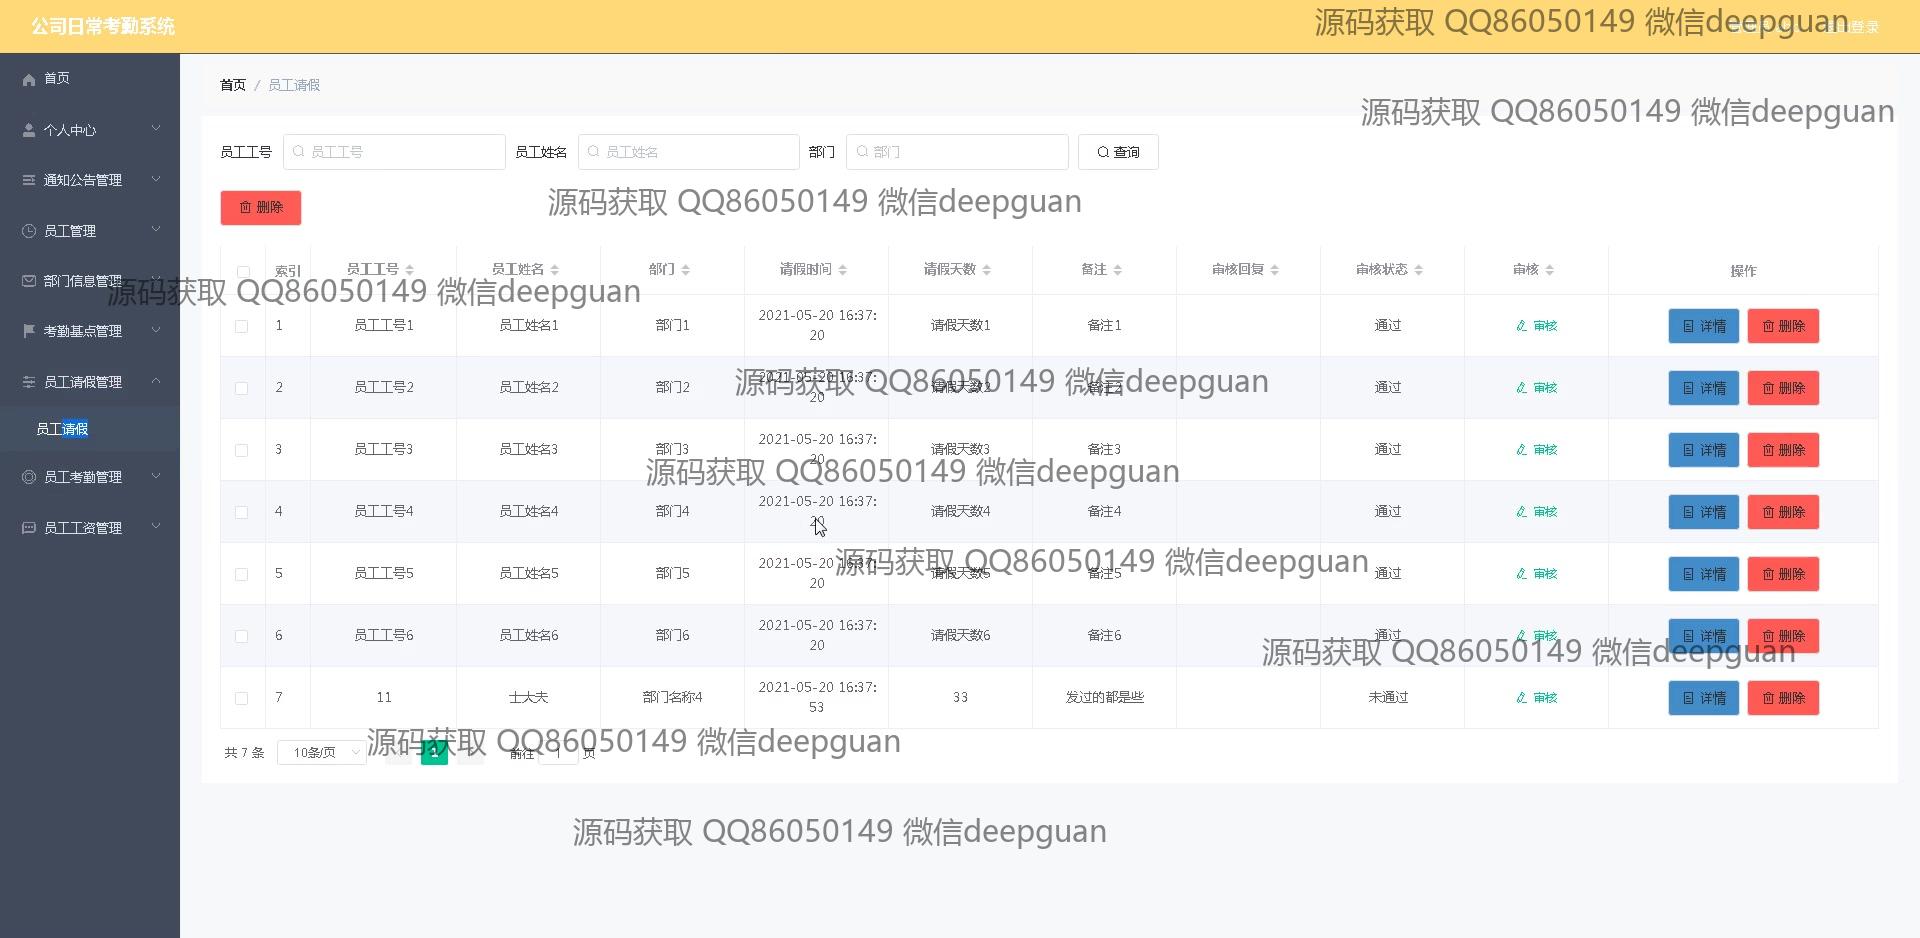 公司日常考勤系统
源码获取 QQ86050149 微信deepguan
首页
个人中心
通知公告管理
员工管理
部门信息管理
考勤基点管理
员工请假管理
员工请假
员工考勤管理
员工工资管理
首页 / 员工请假
源码获取 QQ86050149 微信deepguan
员工工号 员工工号 员工姓名 员工姓名 部门 部门 查询
删除
源码获取 QQ86050149 微信deepguan
索引 员工工号 员工姓名 部门 请假时间 请假天数 备注 审核回复 审核状态 审核 操作
源码获取 QQ86050149 微信deepguan
1 员工工号1 员工姓名1 部门1 2021-05-20 16:37:20 请假天数1 备注1 通过 审核 详情 删除
2 员工工号2 员工姓名2 部门2 2021-05-20 16:37:20 请假天数2 备注2 通过 审核 详情 删除
源码获取 QQ86050149 微信deepguan
3 员工工号3 员工姓名3 部门3 2021-05-20 16:37:20 请假天数3 备注3 通过 审核 详情 删除
源码获取 QQ86050149 微信deepguan
4 员工工号4 员工姓名4 部门4 2021-05-20 16:37:20 请假天数4 备注4 通过 审核 详情 删除
5 员工工号5 员工姓名5 部门5 2021-05-20 16:37:20 请假天数5 备注5 通过 审核 详情 删除
源码获取 QQ86050149 微信deepguan
6 员工工号6 员工姓名6 部门6 2021-05-20 16:37:20 请假天数6 备注6 通过 审核 详情 删除
源码获取 QQ86050149 微信deepguan
7 11 士大夫 部门名称4 2021-05-20 16:37:53 33 发过的都是些 未通过 审核 详情 删除
共 7 条 10条/页 1 前往 1 页
源码获取 QQ86050149 微信deepguan
源码获取 QQ86050149 微信deepguan